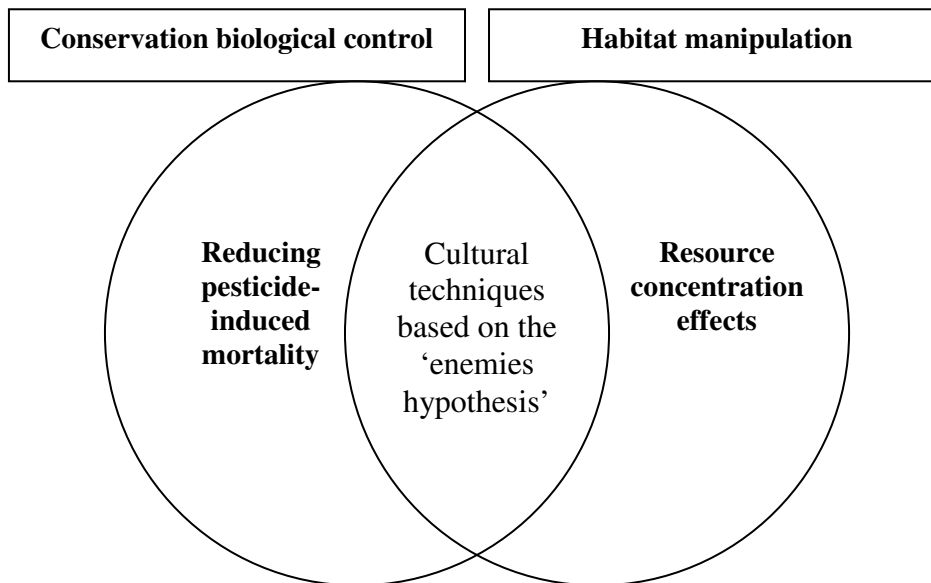 Conservation biological control
Habitat manipulation
Reducing
pesticide-
induced
mortality
Cultural
techniques
based on the
‘enemies
hypothesis’
Resource
concentration
effects